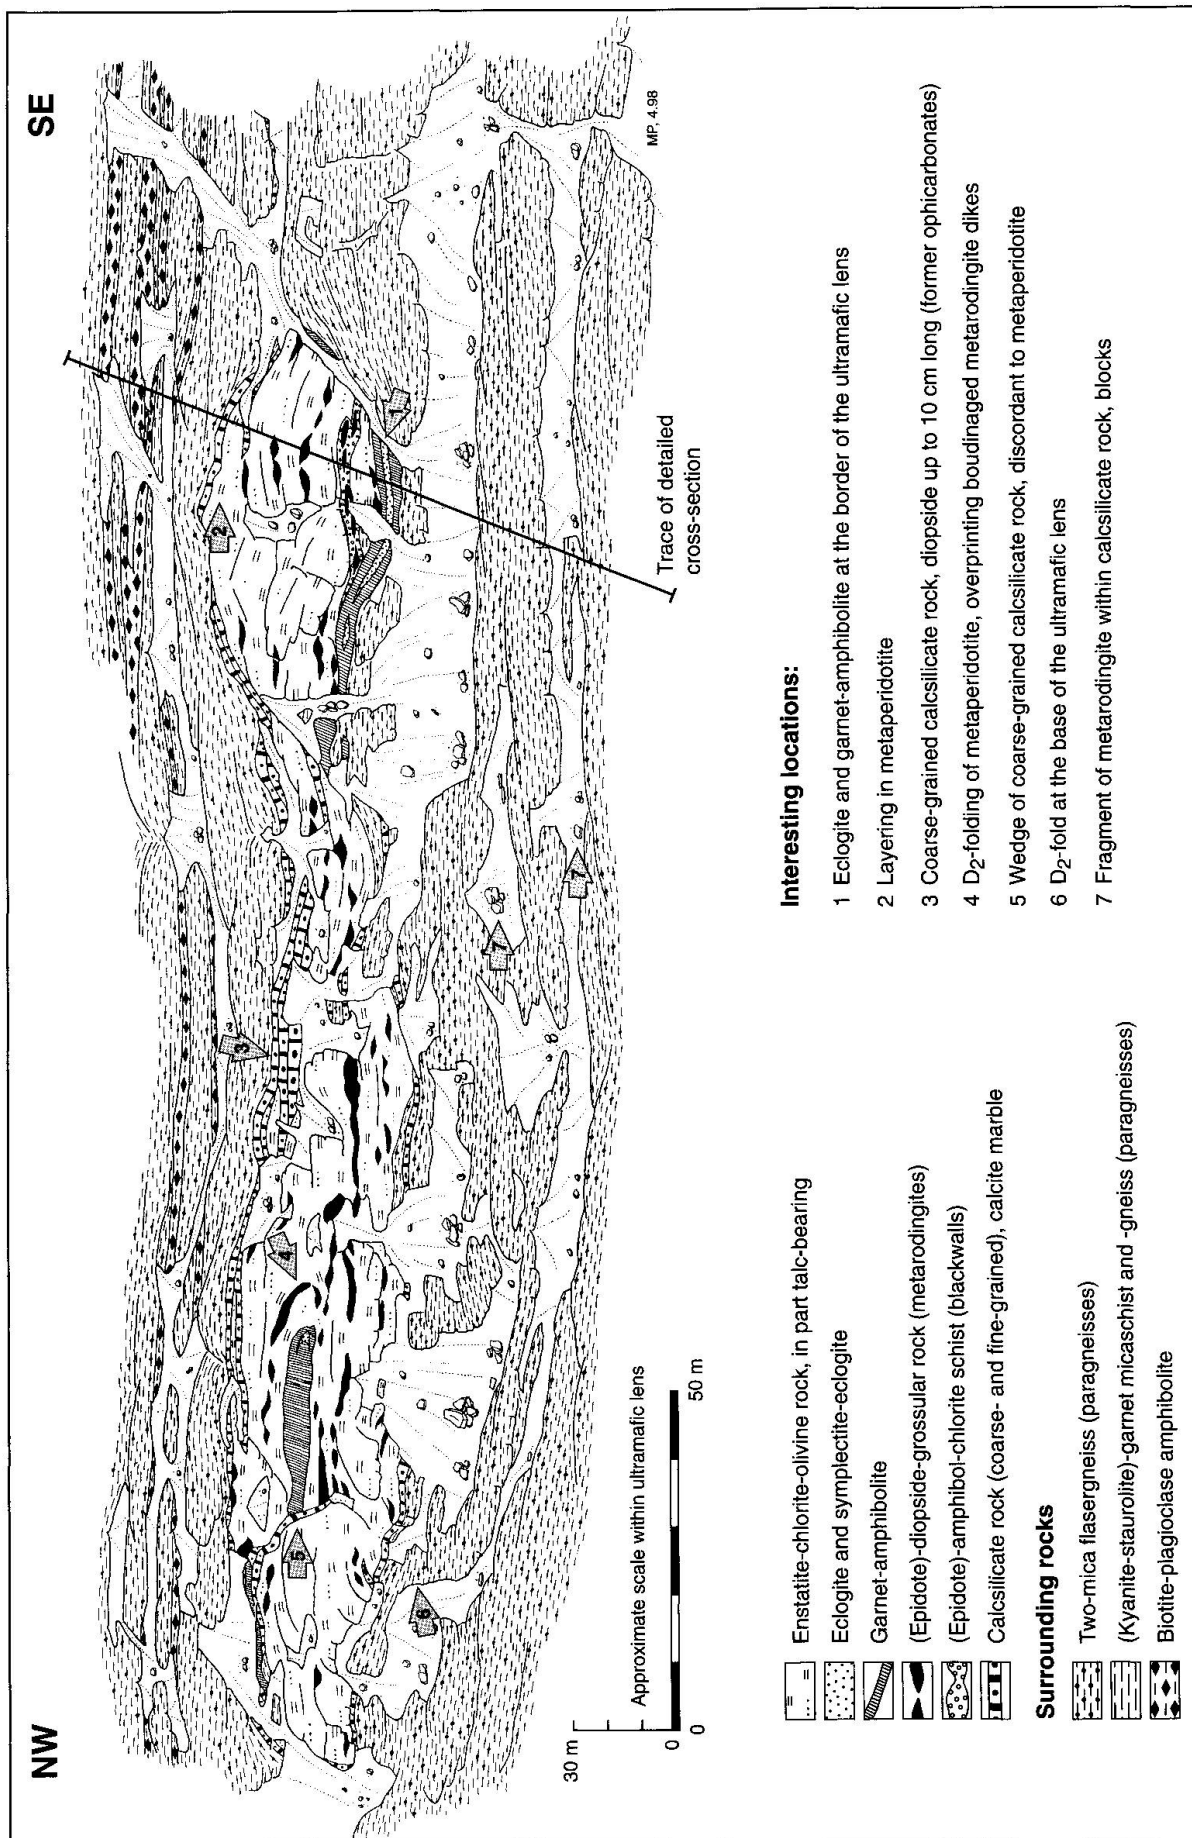 NW
SE
2
3
4
5
1
6
7
7
MP, 4.98
Trace of detailed
cross-section
Approximate scale within ultramafic lens
30 m
0
0
50 m
Enstatite-chlorite-olivine rock, in part talc-bearing
Eclogite and symplectite-eclogite
Garnet-amphibolite
(Epidote)-diopside-grossular rock (metarodingites)
(Epidote)-amphibol-chlorite schist (blackwalls)
Calcsilicate rock (coarse- and fine-grained), calcite marble
Surrounding rocks
Two-mica flasergneiss (paragneisses)
(Kyanite-staurolite)-garnet micaschist and -gneiss (paragneisses)
Biotite-plagioclase amphibolite
Interesting locations:
1 Eclogite and garnet-amphibolite at the border of the ultramafic lens
2 Layering in metaperidotite
3 Coarse-grained calcsilicate rock, diopside up to 10 cm long (former ophicarbonates)
4 D2-folding of metaperidotite, overprinting boudinaged metarodingite dikes
5 Wedge of coarse-grained calcsilicate rock, discordant to metaperidotite
6 D2-fold at the base of the ultramafic lens
7 Fragment of metarodingite within calcsilicate rock, blocks